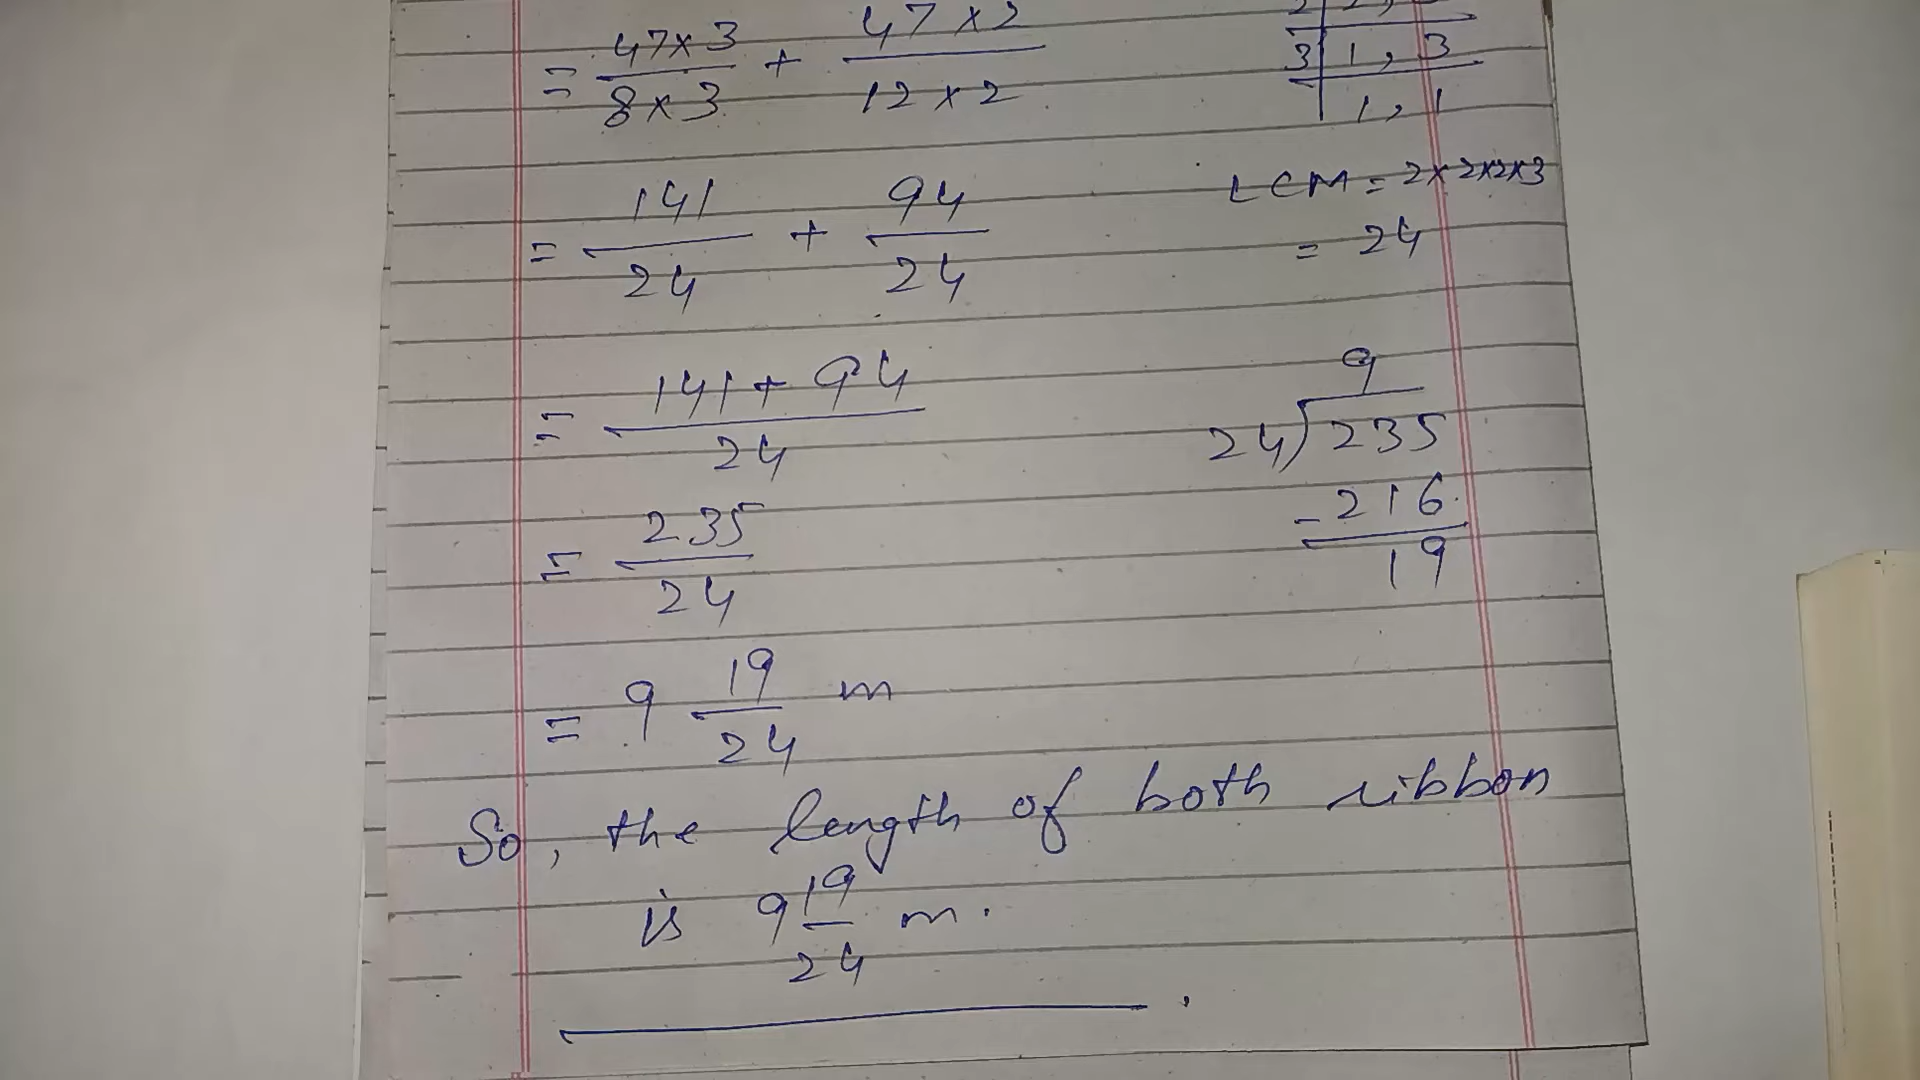 = 47×3/8×3 + 47×2/12×2
3 | 1, 3
1, 1
= 141/24 + 94/24
LCM = 2×2×2×3
= 24
= 141+94/24
= 235/24
9
24)235
-216
19
= 9 19/24 m
So, the length of both ribbon
is 9 19/24 m.